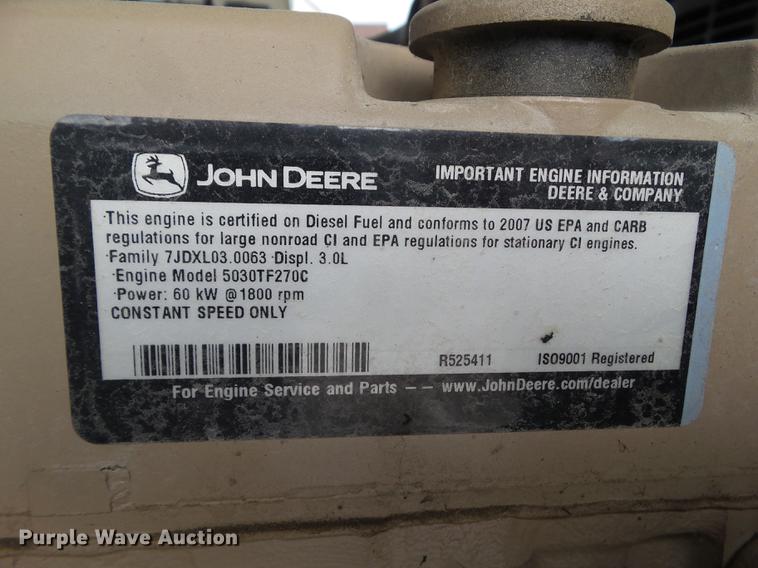 JOHN DEERE
IMPORTANT ENGINE INFORMATION
DEERE & COMPANY
This engine is certified on Diesel Fuel and conforms to 2007 US EPA and CARB
regulations for large nonroad CI and EPA regulations for stationary CI engines.
Family 7JDXL03.0063 Displ. 3.0L
Engine Model 5030TF270C
Power: 60 kW @1800 rpm
CONSTANT SPEED ONLY
R525411 ISO9001 Registered
For Engine Service and Parts – – www.JohnDeere.com/dealer
Purple Wave Auction